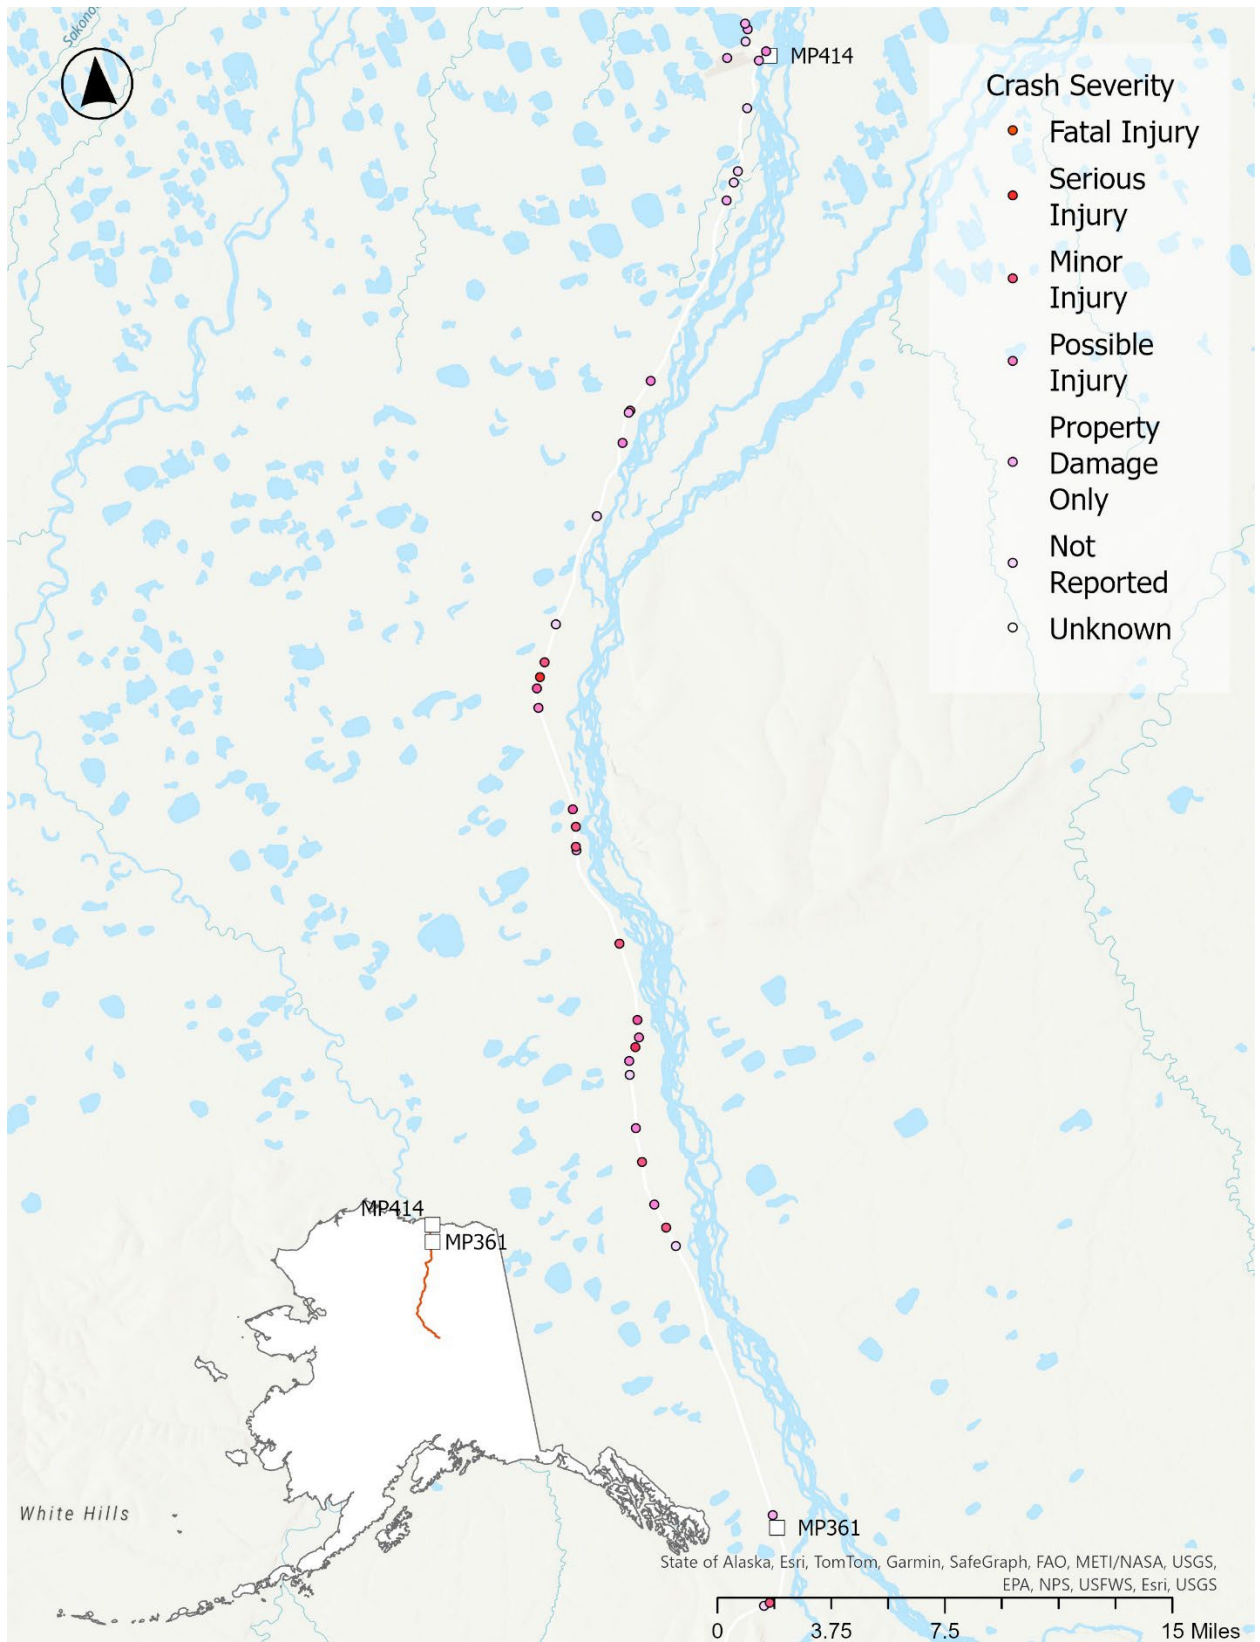 Sakono
MP414
Crash Severity
Fatal Injury
Serious
Injury
Minor
Injury
Possible
Injury
Property
Damage
Only
Not
Reported
Unknown
MP414
MP361
White Hills
MP361
State of Alaska, Esri, TomTom, Garmin, SafeGraph, FAO, METI/NASA, USGS,
EPA, NPS, USFWS, Esri, USGS
0 3.75 7.5 15 Miles